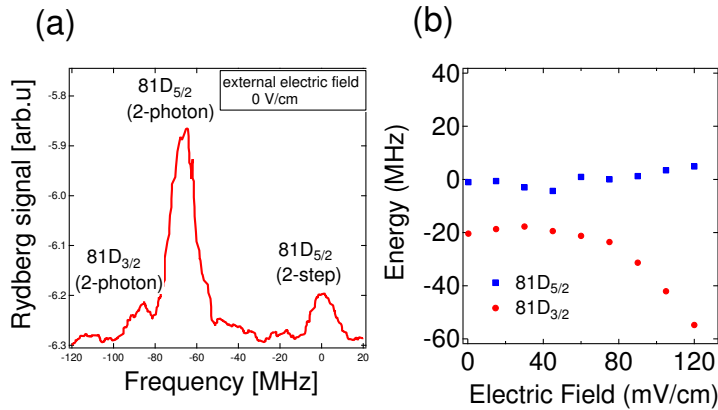 (a)
81D5/2
(2-photon)
external electric field
0 V/cm
81D3/2
(2-photon)
81D5/2
(2-step)
Rydberg signal [arb.u]
-5.8
-5.9
-6.0
-6.1
-6.2
-6.3
-120
-100
-80
-60
-40
-20
0
20
Frequency [MHz]
(b)
Energy (MHz)
40
20
0
-20
-40
-60
81D5/2
81D3/2
0
40
80
120
Electric Field (mV/cm)